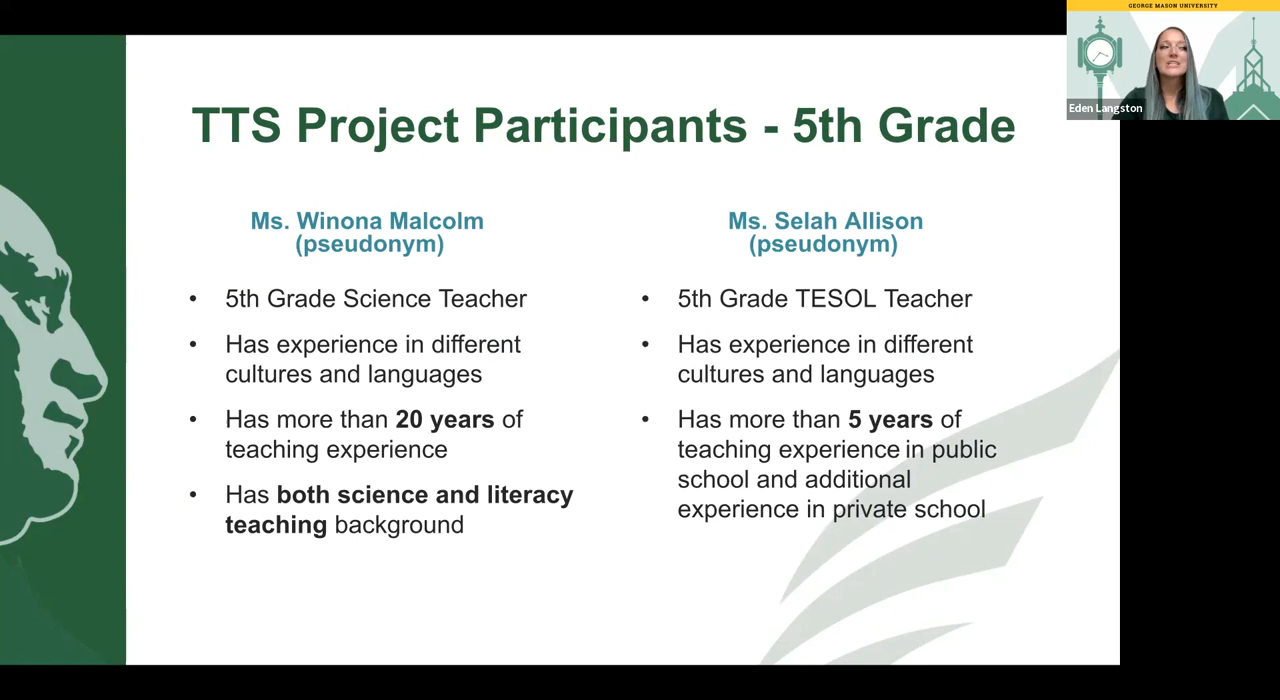 GEORGE MASON UNIVERSITY
Eden Langston
TTS Project Participants - 5th Grade
Ms. Winona Malcolm
(pseudonym)
• 5th Grade Science Teacher
• Has experience in different
cultures and languages
• Has more than 20 years of
teaching experience
• Has both science and literacy
teaching background
Ms. Selah Allison
(pseudonym)
• 5th Grade TESOL Teacher
• Has experience in different
cultures and languages
• Has more than 5 years of
teaching experience in public
school and additional
experience in private school